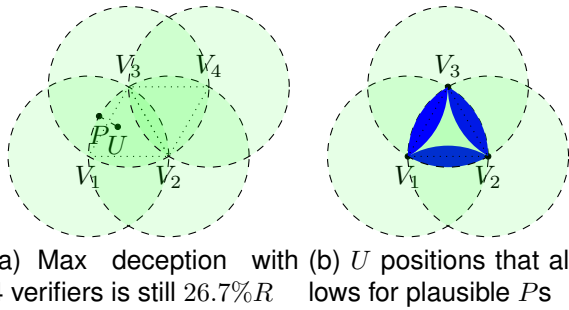 V3 V4
P U
V1 V2
V3
V1 V2
a) Max deception with
verifiers is still 26.7%R
(b) U positions that al
lows for plausible Ps